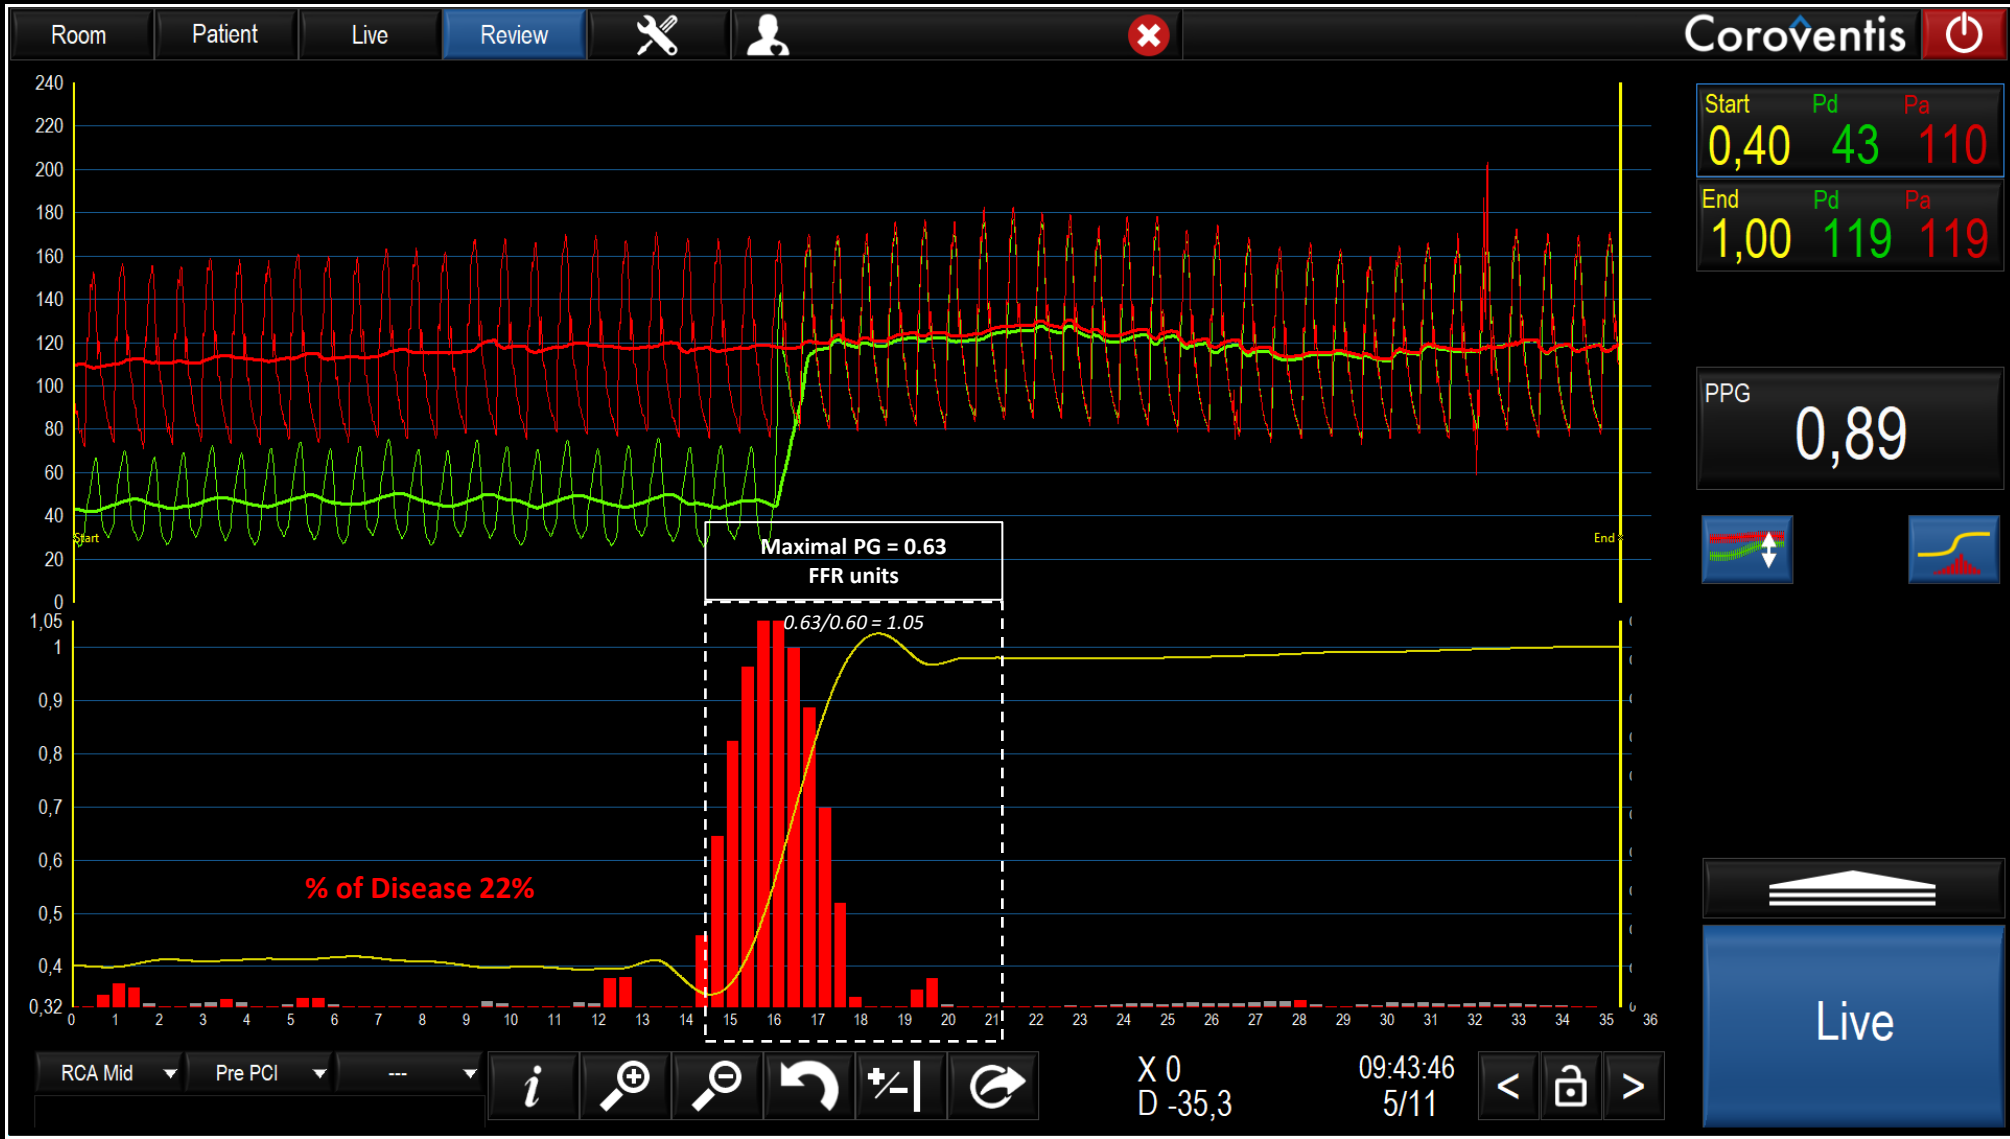 Room Patient Live Review Coroventis
240
220
200
180
160
140
120
100
80
60
40
20
0
Start
End
Maximal PG = 0.63
FFR units
0.63/0.60 = 1.05
1,05
1
0,9
0,8
0,7
0,6
0,5
0,4
0,32
% of Disease 22%
0 1 2 3 4 5 6 7 8 9 10 11 12 13 14 15 16 17 18 19 20 21 22 23 24 25 26 27 28 29 30 31 32 33 34 35 36
Start Pd Pa
0,40 43 110
End Pd Pa
1,00 119 119
PPG
0,89
Live
RCA Mid Pre PCI ---
i
+/-
X 0
D -35,3
09:43:46
5/11
< >